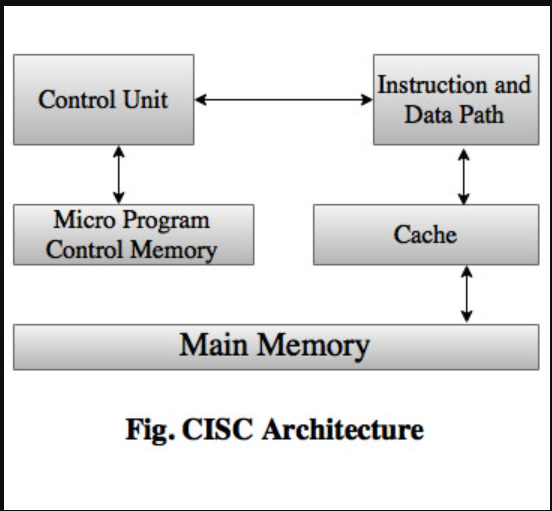 Control Unit
Instruction and
Data Path
Micro Program
Control Memory
Cache
Main Memory
Fig. CISC Architecture